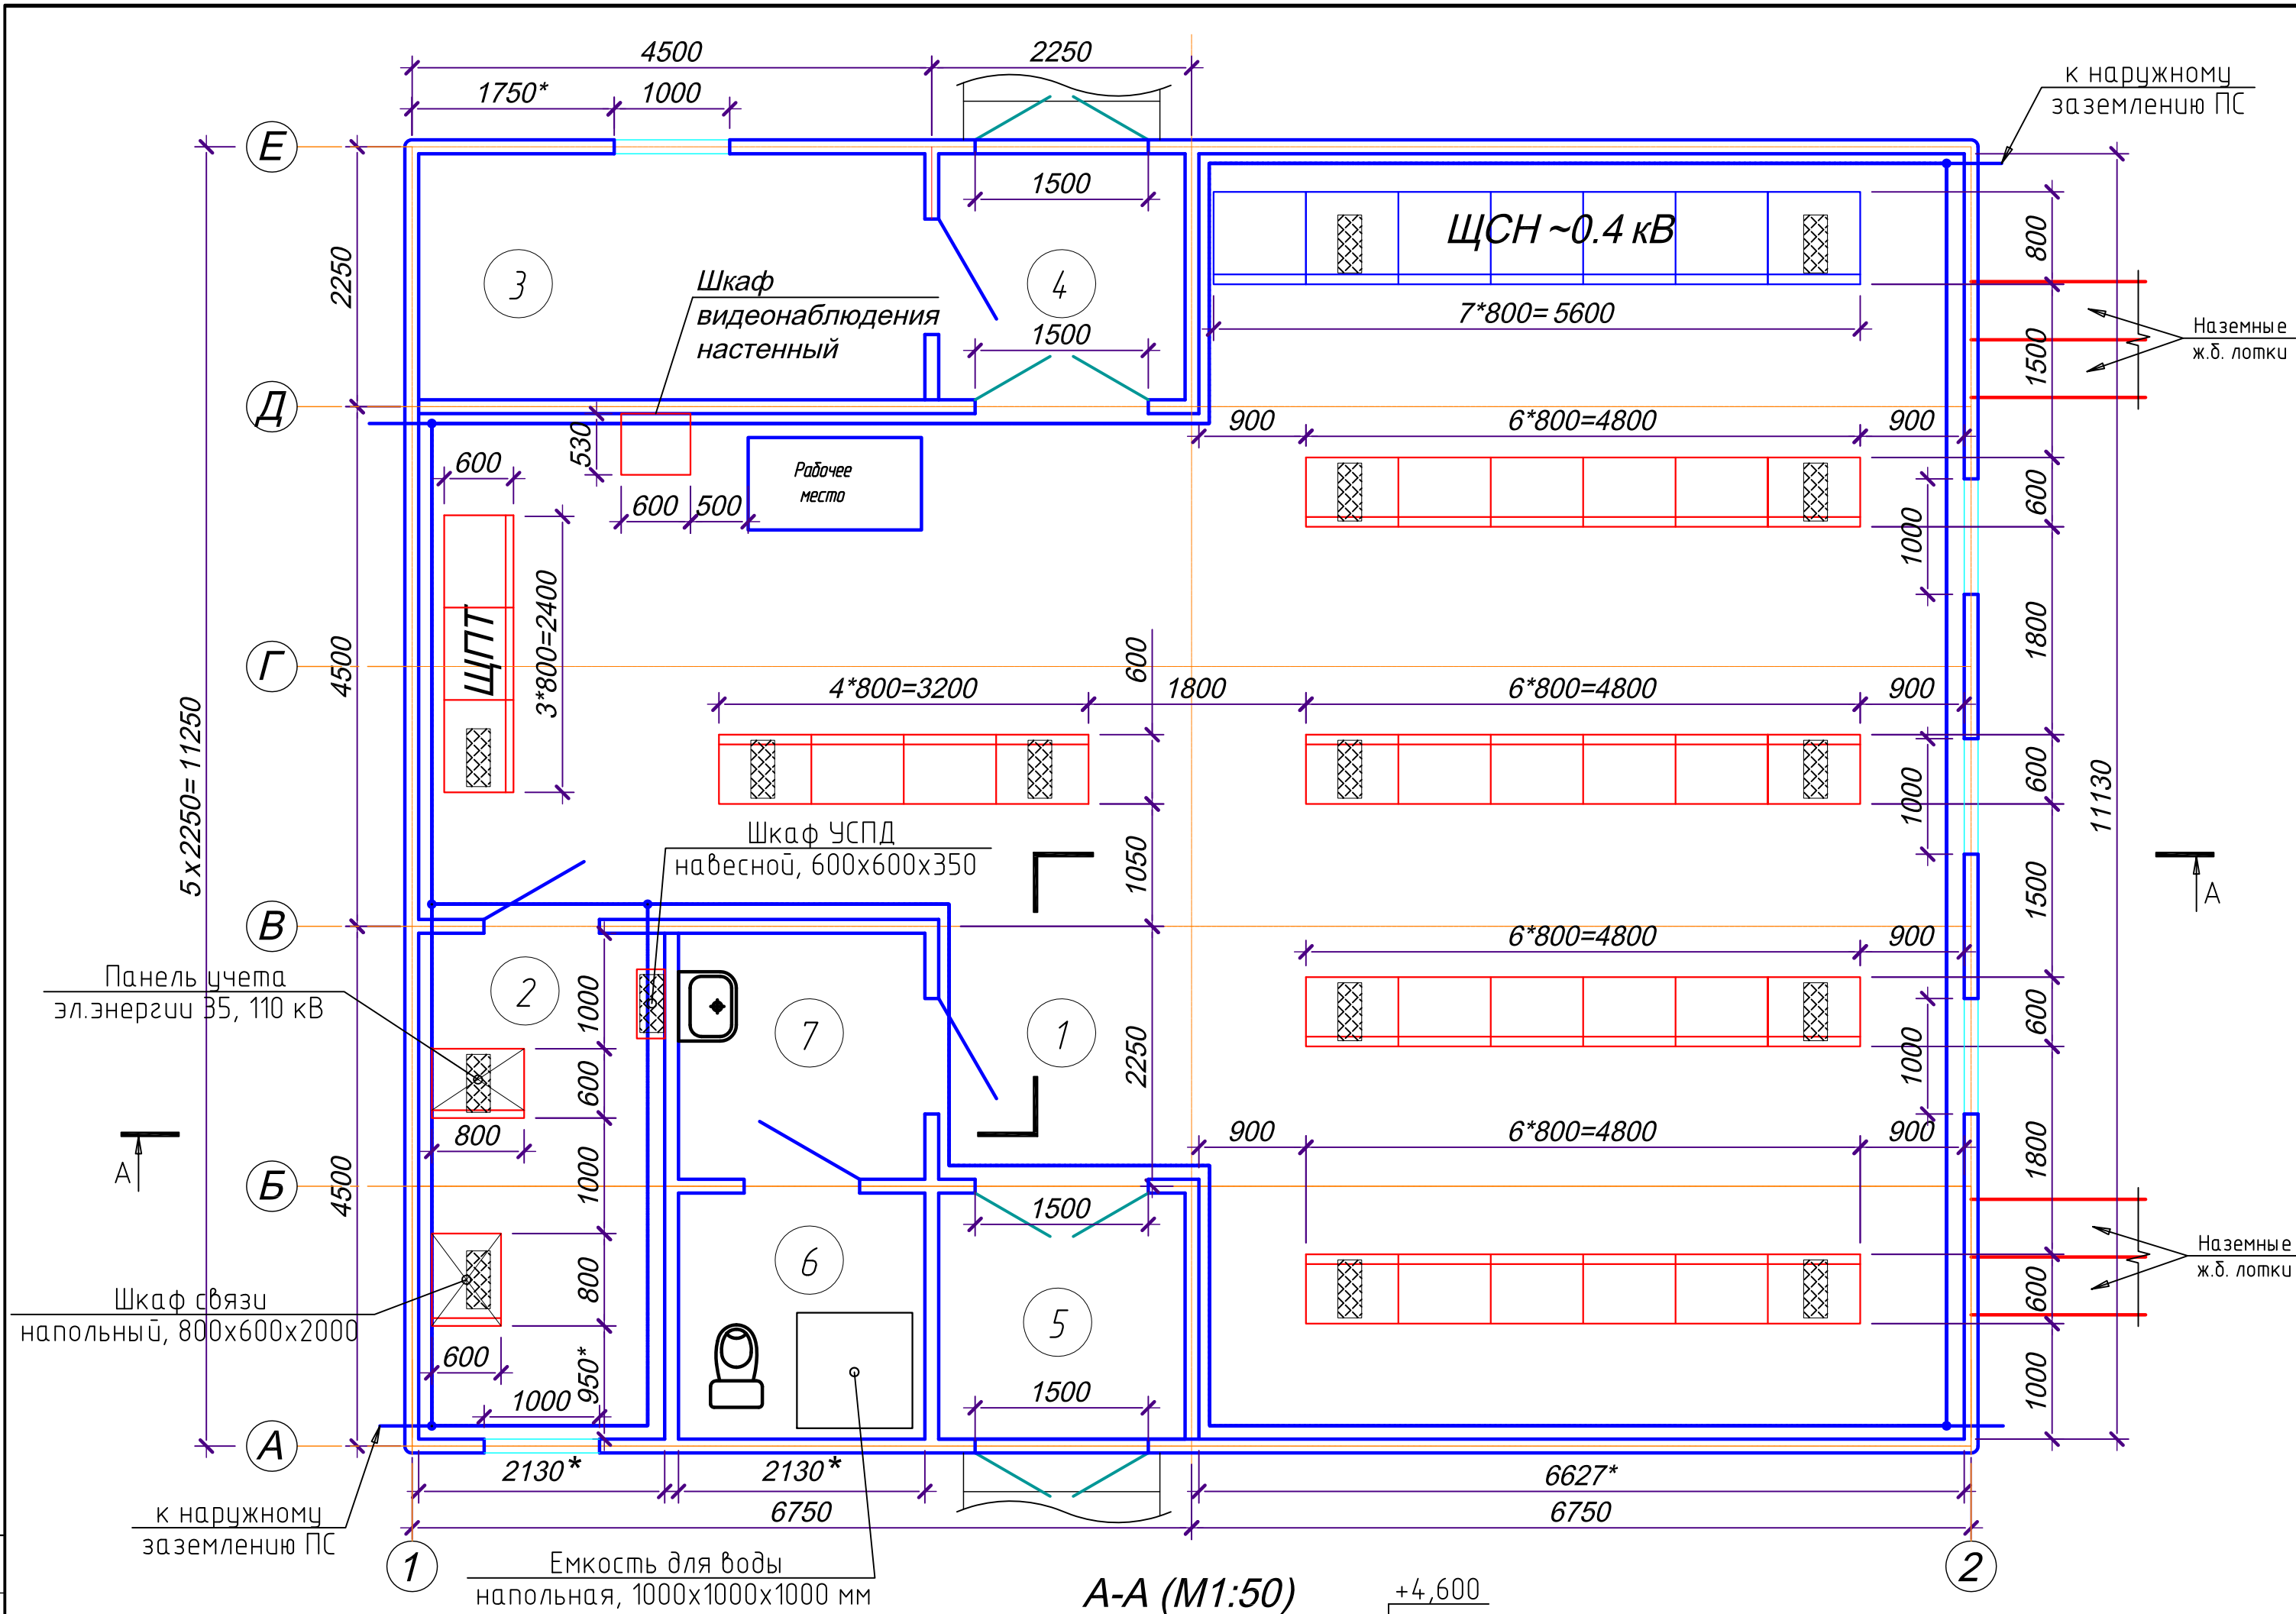 4500
2250
1750*
1000
к наружному
заземлению ПС
Е
1500
ЩСН ~0.4 кВ
800
3
4
2250
Шкаф
видеонаблюдения
настенный
7*800= 5600
Наземные
ж.б. лотки
1500
1500
Д
900
6*800=4800
900
530
600
Рабочее
место
600
500
600
1000
ЩПТ
3*800=2400
Г
4500
600
1800
4*800=3200
1800
6*800=4800
900
5x2250= 11250
600
1000
11130
Шкаф УСПД
навесной, 600х600х350
1050
1500
А
В
6*800=4800
900
Панель учета
эл.энергии 35, 110 кВ
2
1000
7
1
2250
600
1000
600
800
900
6*800=4800
900
1800
А
Б
4500
1000
1500
6
5
Наземные
ж.б. лотки
Шкаф связи
напольный, 800х600х2000
800
600
600
950*
1000
1500
1000
А
2130*
2130*
6627*
к наружному
заземлению ПС
6750
6750
1
Емкость для воды
напольная, 1000х1000х1000 мм
2
А-А (М1:50)
+4,600